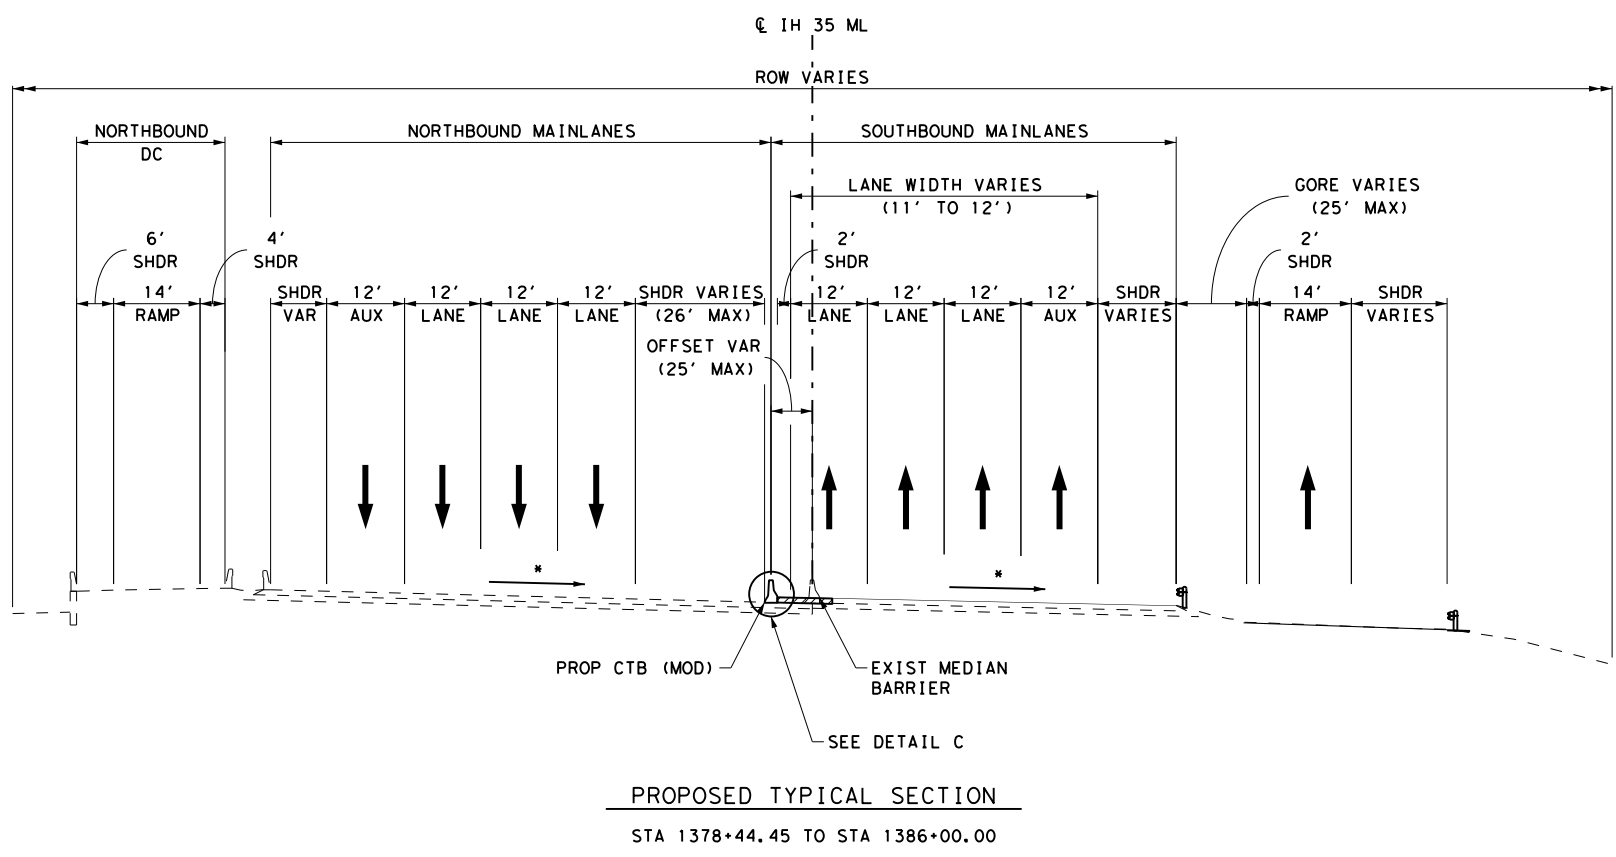 ℄ IH 35 ML
ROW VARIES
NORTHBOUND
DC
NORTHBOUND MAINLANES
SOUTHBOUND MAINLANES
LANE WIDTH VARIES
(11' TO 12')
GORE VARIES
(25' MAX)
6'
SHDR
4'
SHDR
2'
SHDR
2'
SHDR
14'
RAMP
SHDR
VAR
12'
AUX
12'
LANE
12'
LANE
12'
LANE
SHDR VARIES
(26' MAX)
12'
LANE
12'
LANE
12'
LANE
12'
AUX
SHDR
VARIES
14'
RAMP
SHDR
VARIES
OFFSET VAR
(25' MAX)
*
*
PROP CTB (MOD)
EXIST MEDIAN
BARRIER
SEE DETAIL C
PROPOSED TYPICAL SECTION
STA 1378+44.45 TO STA 1386+00.00